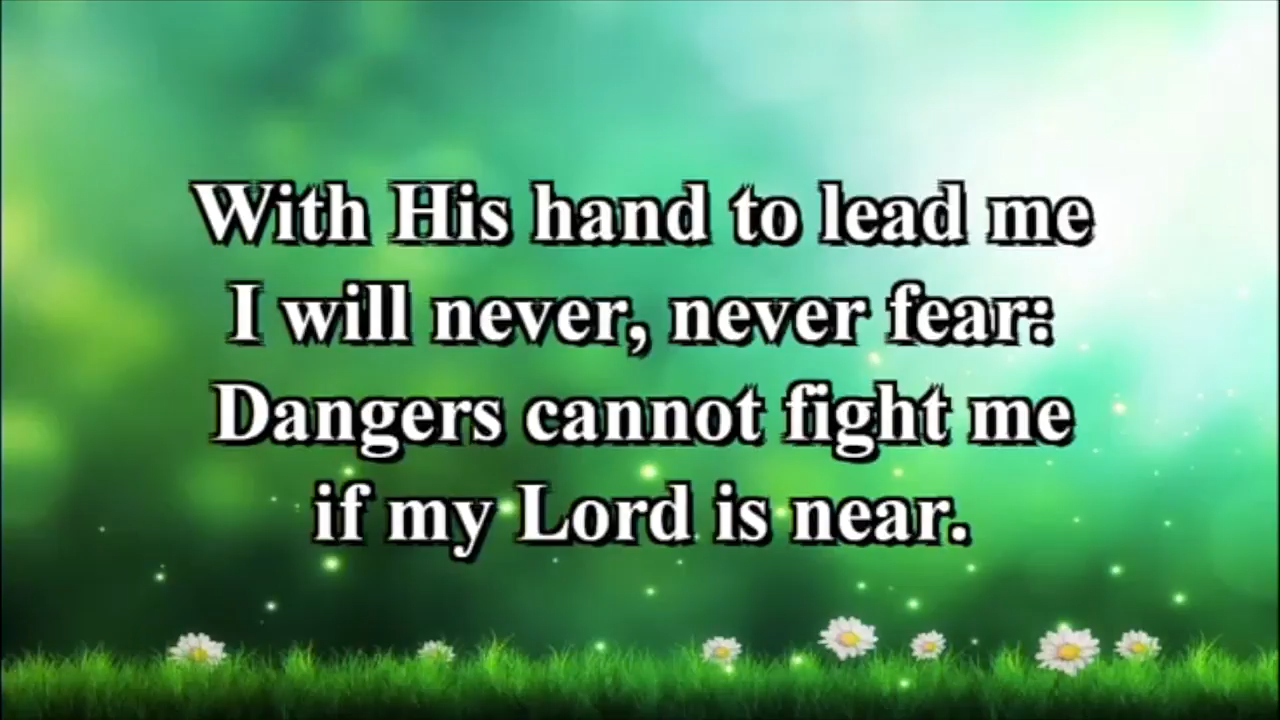 With His hand to lead me
I will never, never fear:
Dangers cannot fight me
if my Lord is near.